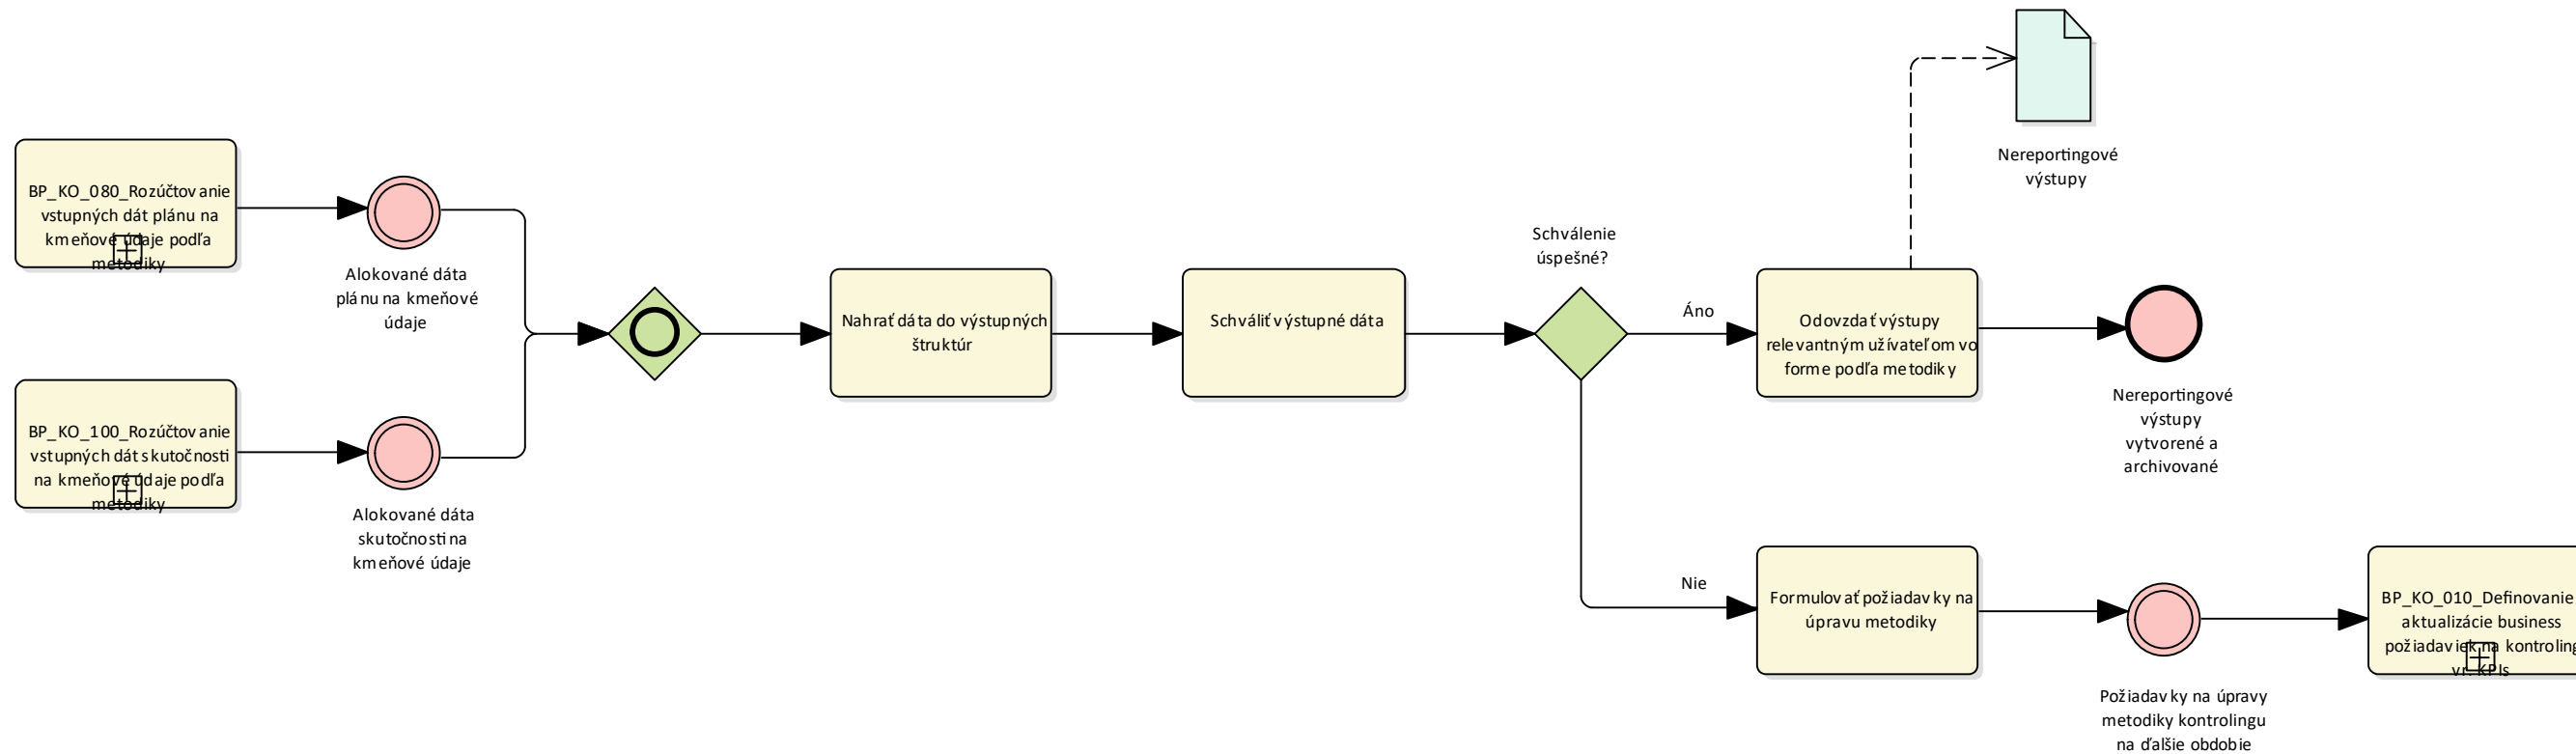 BP_KO_080_Rozúčtovanie
vstupných dát plánu na
kmeňové údaje podľa
metodiky
Alokované dáta
plánu na kmeňové
údaje
BP_KO_100_Rozúčtovanie
vstupných dát skutočnosti
na kmeňové údaje podľa
metodiky
Alokované dáta
skutočnosti na
kmeňové údaje
Nahrať dáta do výstupných
štruktúr
Schváliť výstupné dáta
Schválenie
úspešné?
Áno
Odovzdať výstupy
relevantným užívateľom vo
forme podľa metodiky
Nereportingové
výstupy
Nereportingové
výstupy
vytvorené a
archivované
Nie
Formulovať požiadavky na
úpravu metodiky
Požiadavky na úpravy
metodiky kontrolingu
na ďalšie obdobie
BP_KO_010_Definovanie
aktualizácie business
požiadaviek na kontroling
vr. KPIs